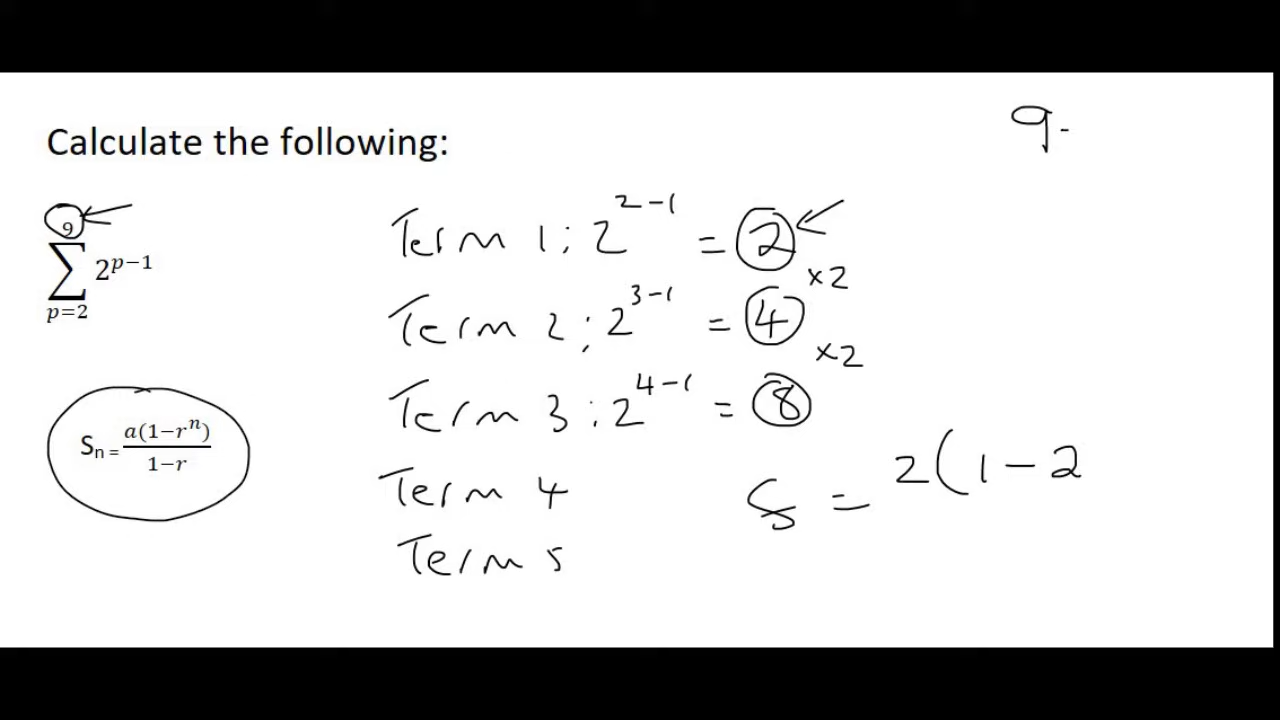 Calculate the following:
9-
9
∑ 2^{p−1}
p=2
Term 1 ; 2^{2-1} = 2
×2
Term 2 ; 2^{3-1} = 4
×2
Term 3 : 2^{4-1} = 8
S_n = a(1−r^n)
1−r
Term 4
S = 2(1-2
Term 5